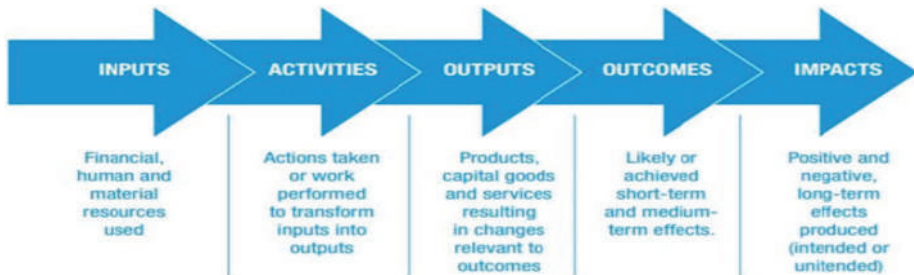 INPUTS
ACTIVITIES
OUTPUTS
OUTCOMES
IMPACTS
Financial,
human and
material
resources
used
Actions taken
or work
performed
to transform
inputs into
outputs
Products,
capital goods
and services
resulting
in changes
relevant to
outcomes
Likely or
achieved
short-term
and medium-
term effects.
Positive and
negative,
long-term
effects
produced
(intended or
unitended)